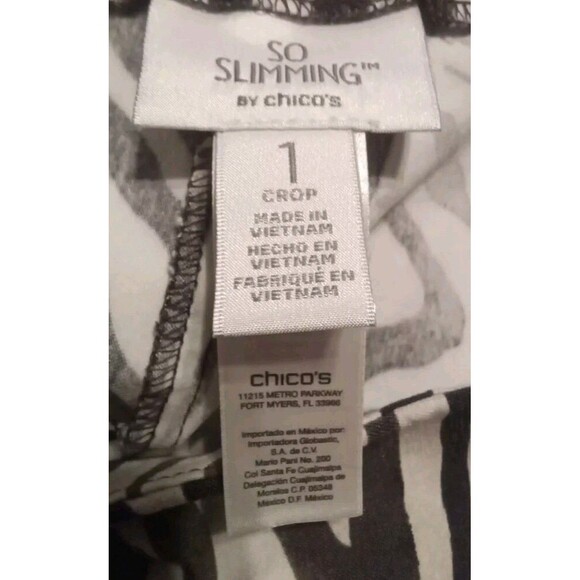 SO
SLIMMING™
BY chico's
1
CROP
MADE IN
VIETNAM
HECHO EN
VIETNAM
FABRIQUÉ EN
VIETNAM
chico's
11215 METRO PARKWAY
FORT MYERS, FL 33966
Importado en México por:
Importadora Globastic,
S.A. de C.V.
Mario Pani No. 200
Col Santa Fe Cuajimalpa
Delegación Cuajimalpa de
Morelos C.P. 05348
México D.F. México